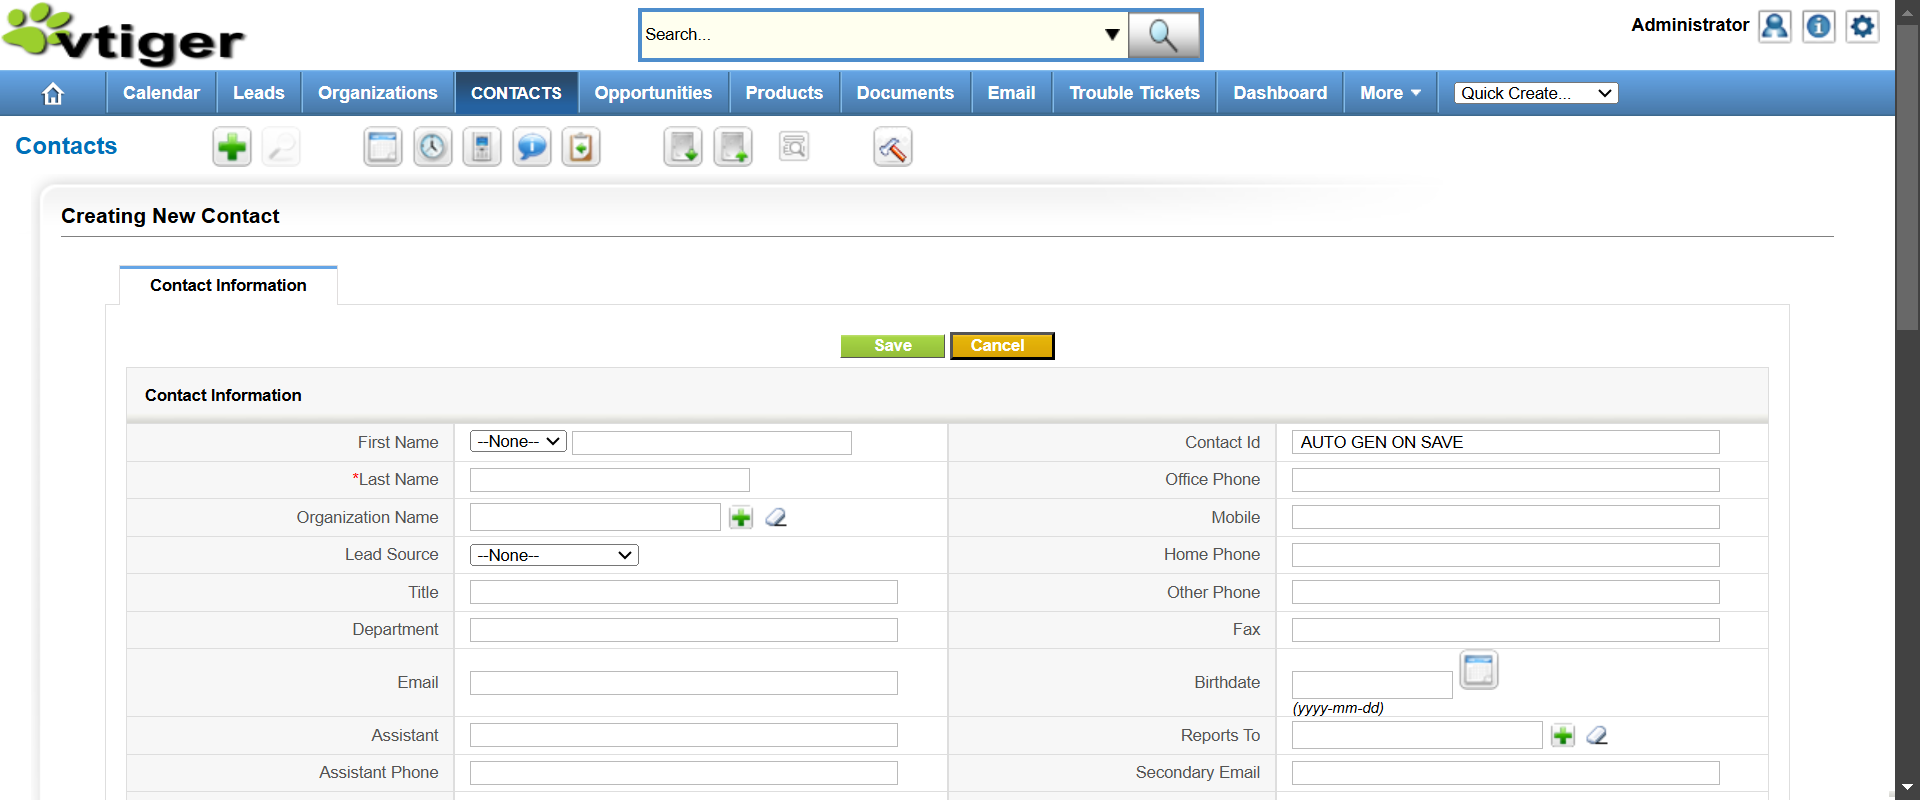 vtiger
Search...
Administrator
Calendar Leads Organizations CONTACTS Opportunities Products Documents Email Trouble Tickets Dashboard More Quick Create...
Contacts
Creating New Contact
Contact Information
Save Cancel
Contact Information
First Name --None-- Contact Id AUTO GEN ON SAVE
*Last Name Office Phone
Organization Name Mobile
Lead Source --None-- Home Phone
Title Other Phone
Department Fax
Email Birthdate
(yyyy-mm-dd)
Assistant Reports To
Assistant Phone Secondary Email